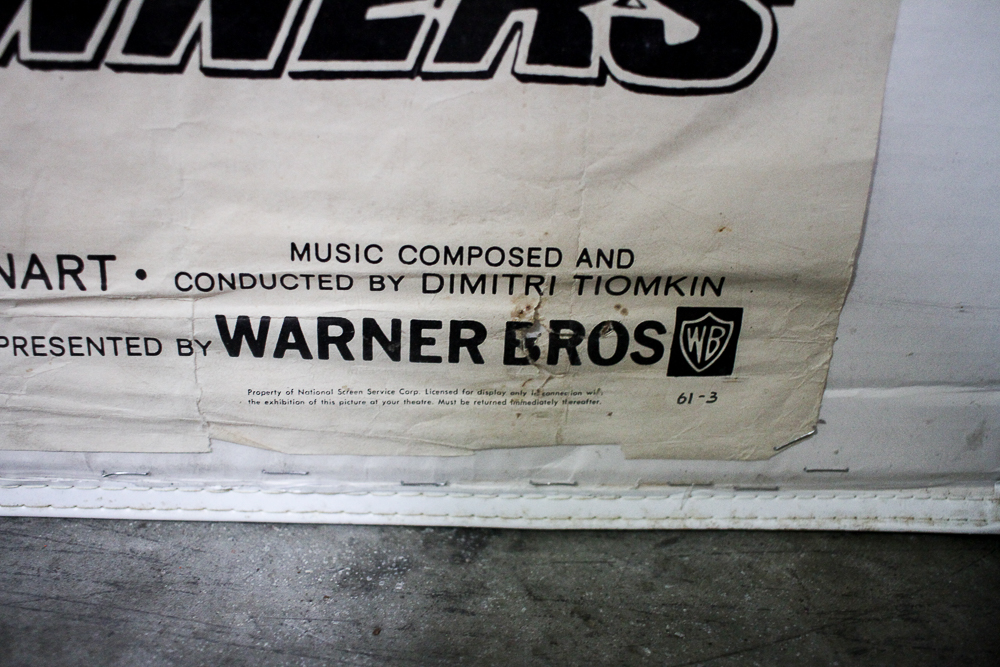 WNERS
NART •
MUSIC COMPOSED AND
CONDUCTED BY DIMITRI TIOMKIN
PRESENTED BY WARNER BROS WB
Property of National Screen Service Corp. Licensed for display only in connection with
the exhibition of this picture at your theatre. Must be returned immediately thereafter.
61-3